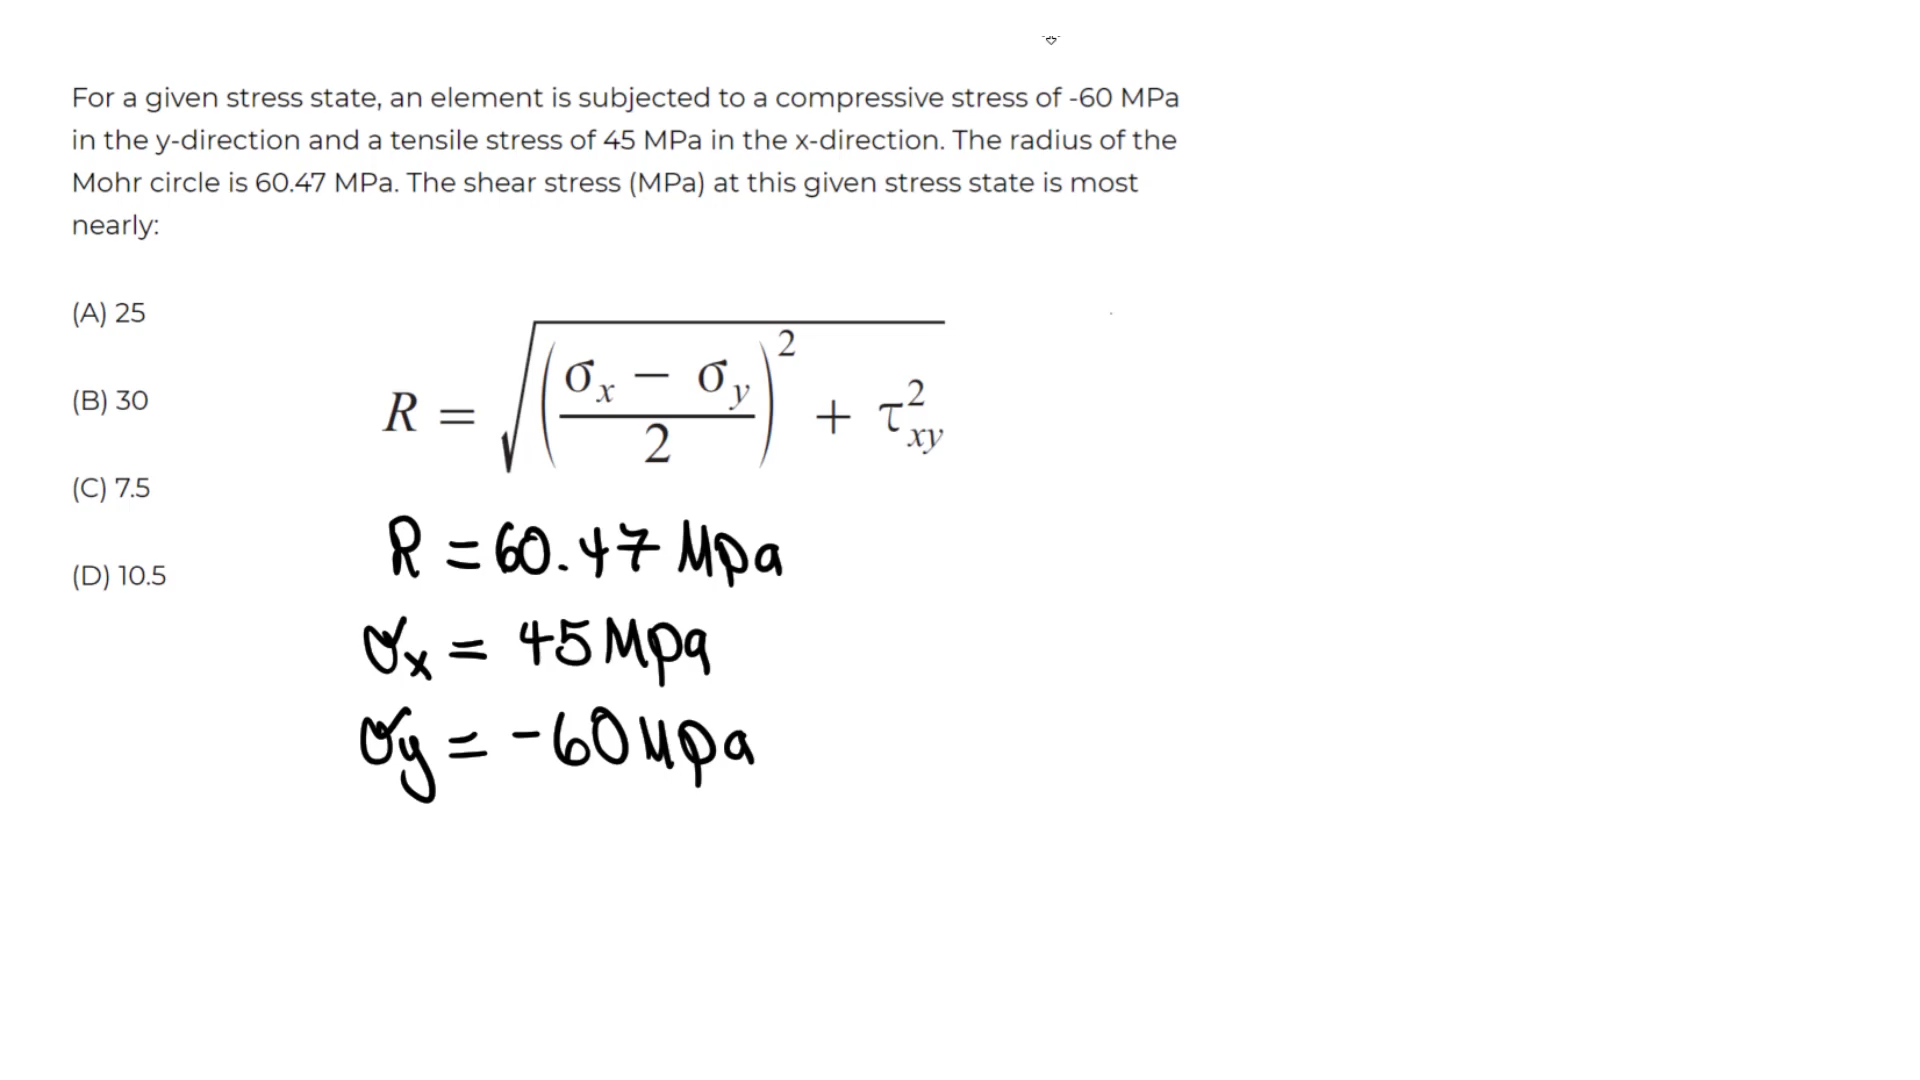 For a given stress state, an element is subjected to a compressive stress of -60 MPa
in the y-direction and a tensile stress of 45 MPa in the x-direction. The radius of the
Mohr circle is 60.47 MPa. The shear stress (MPa) at this given stress state is most
nearly:
(A) 25
(B) 30
(C) 7.5
(D) 10.5
R = √((σx − σy)/2)² + τ²xy
R = 60.47 Mpa
σx = 45 Mpa
σy = -60 Mpa